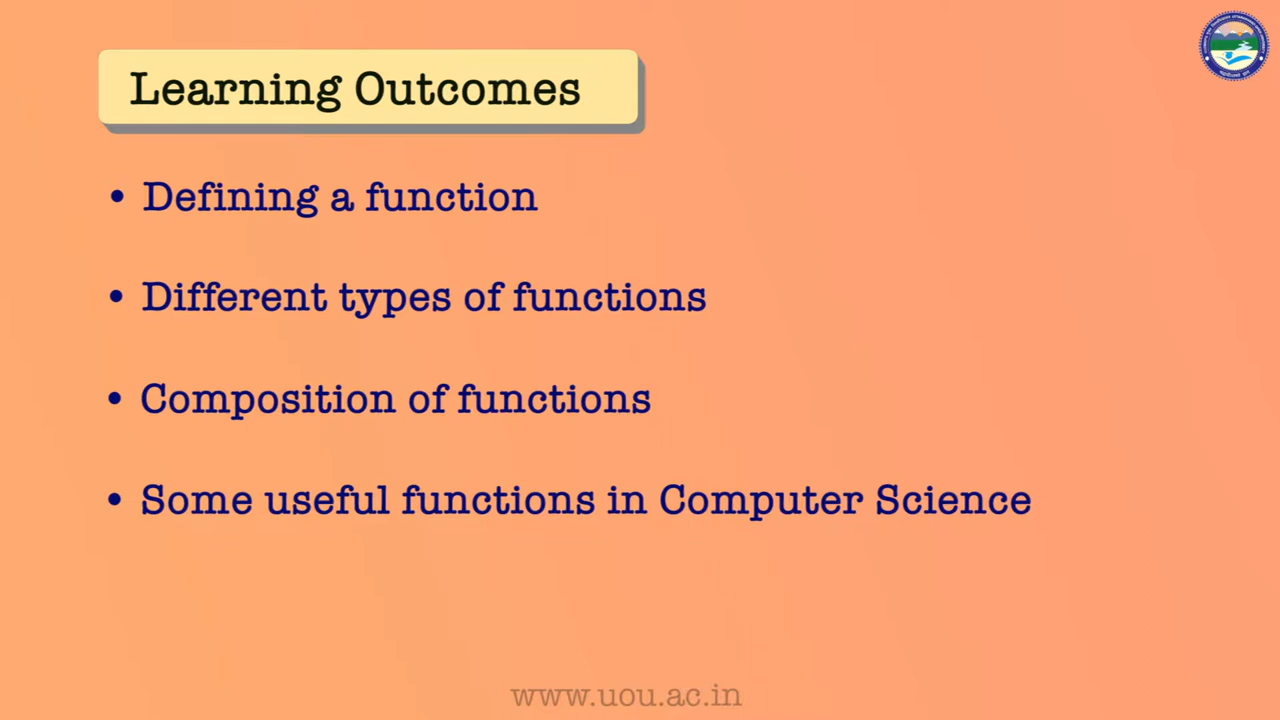 Learning Outcomes
• Defining a function
• Different types of functions
• Composition of functions
• Some useful functions in Computer Science
www.uou.ac.in